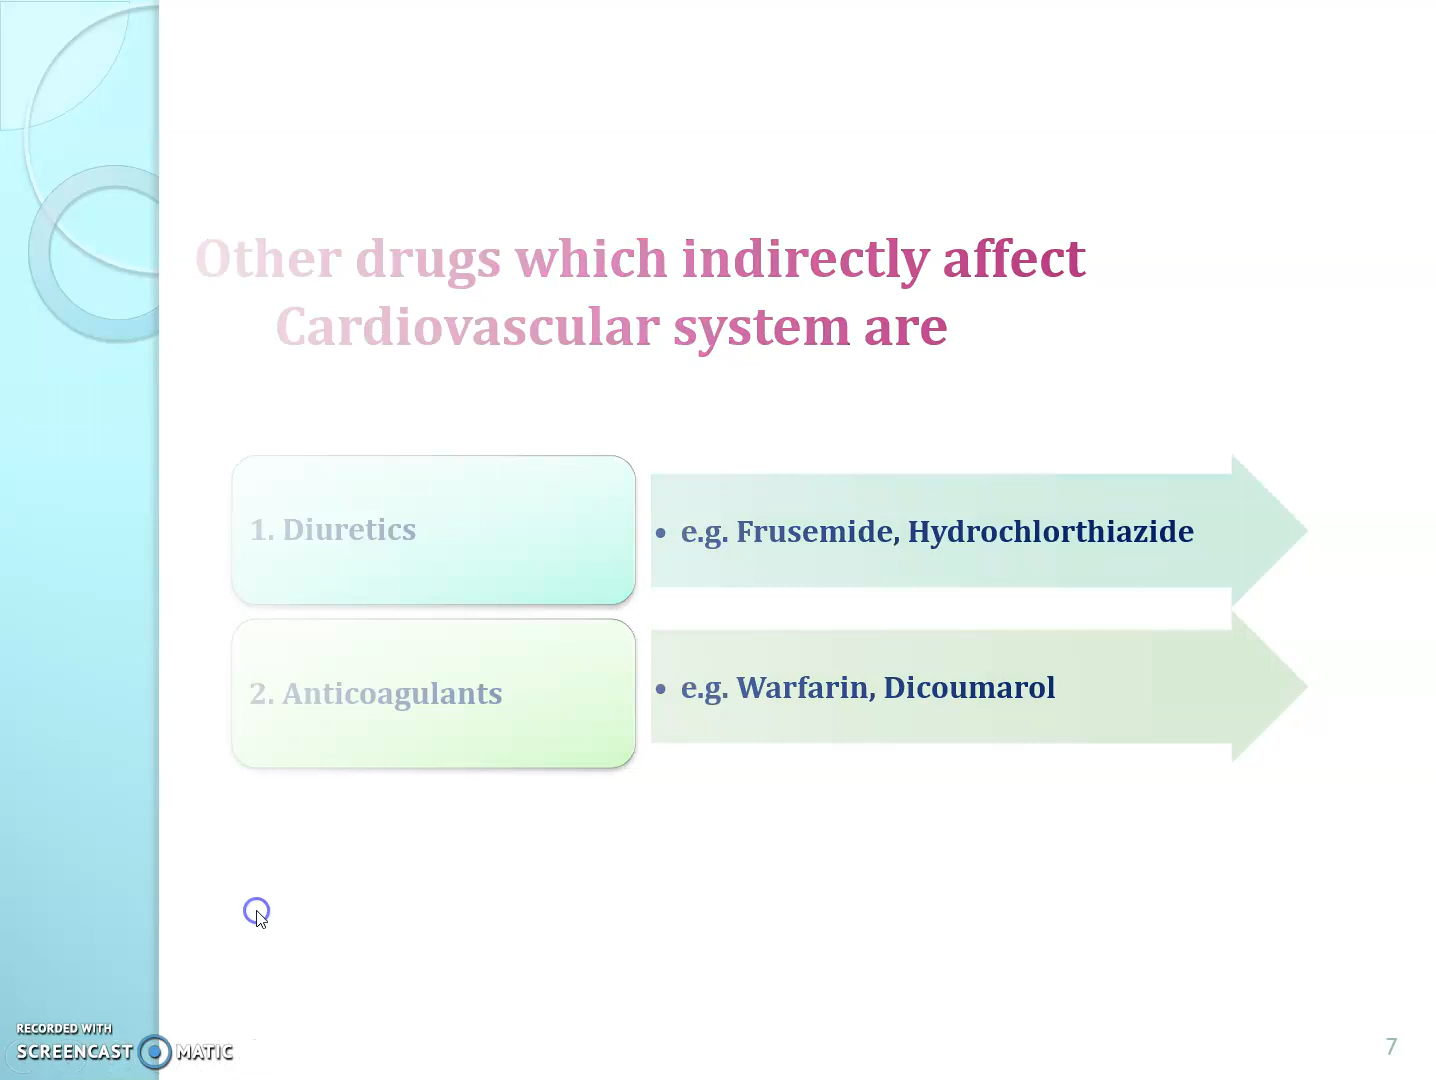 Other drugs which indirectly affect
Cardiovascular system are
1. Diuretics
• e.g. Frusemide, Hydrochlorthiazide
2. Anticoagulants
• e.g. Warfarin, Dicoumarol
RECORDED WITH
SCREENCAST MATIC
7